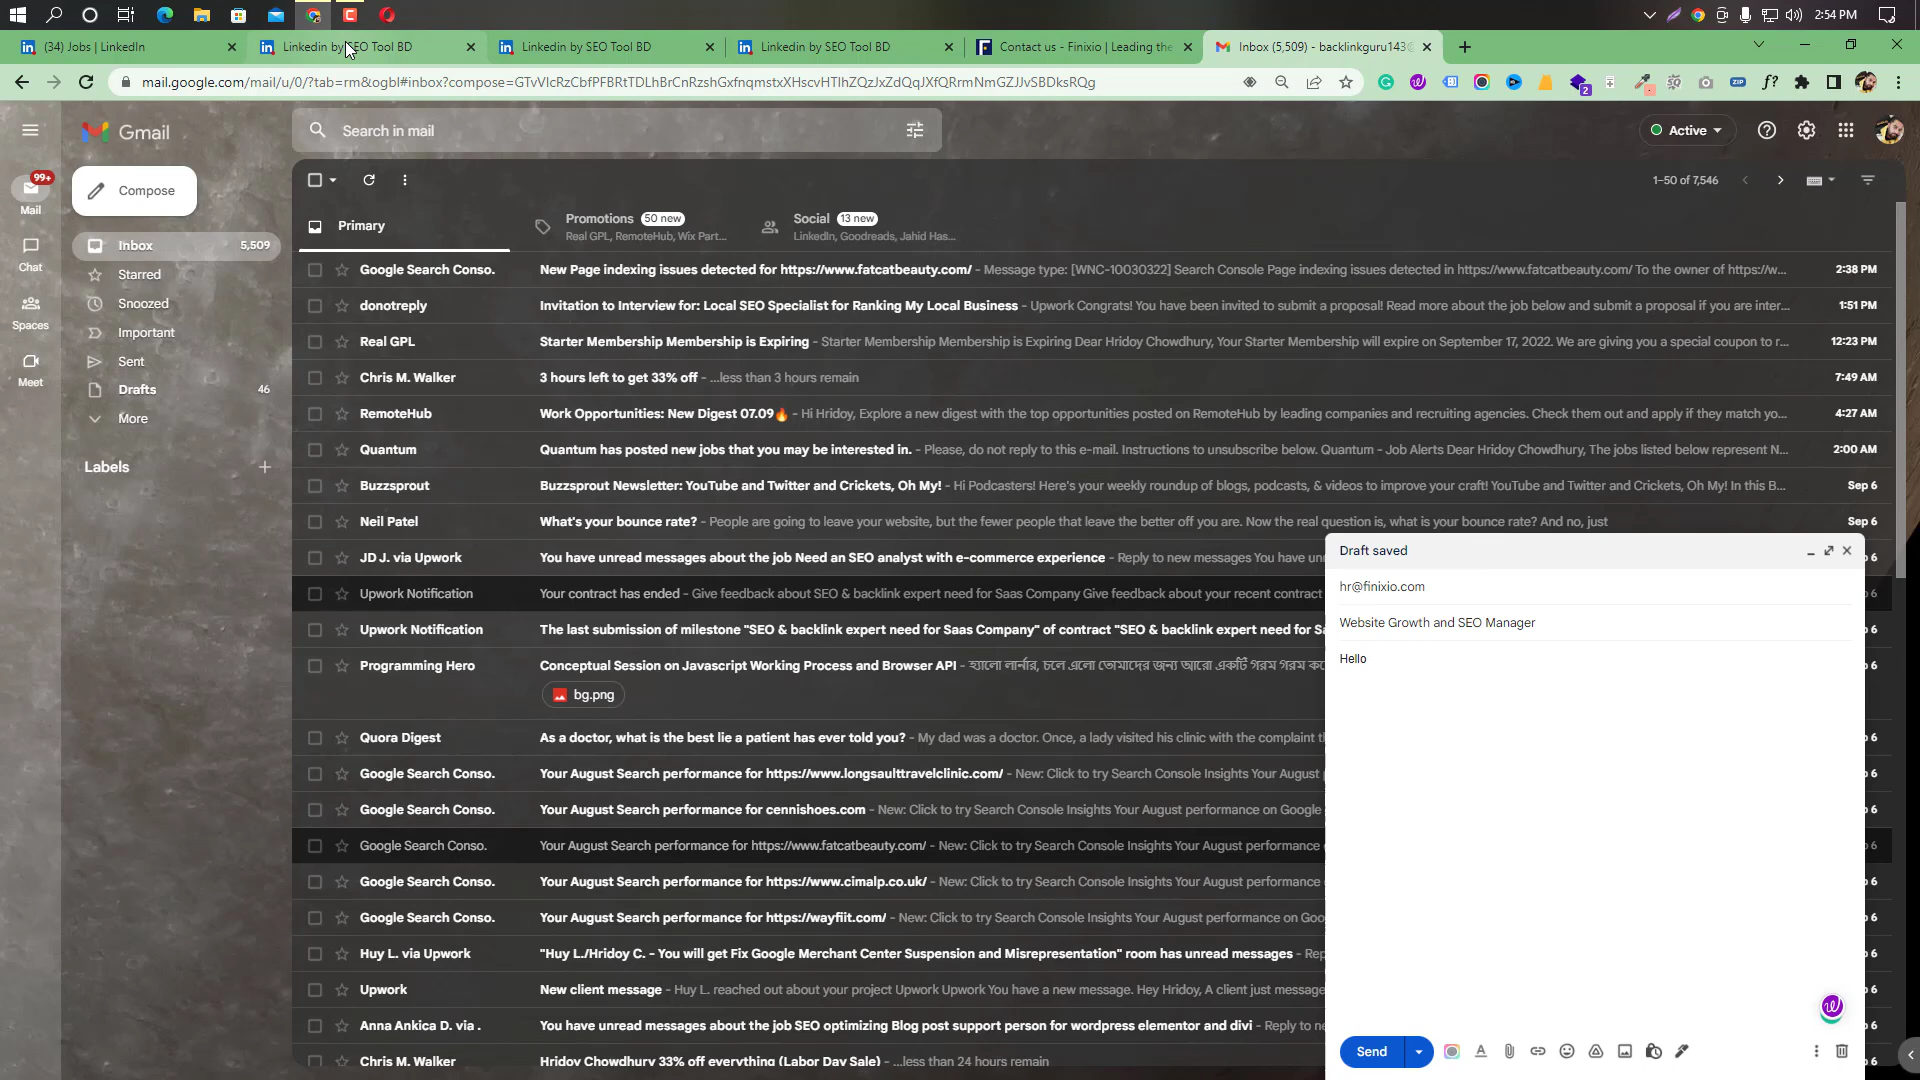 2:54 PM
(34) Jobs | LinkedIn
Linkedin by SEO Tool BD
Linkedin by SEO Tool BD
Linkedin by SEO Tool BD
Contact us - Finixio | Leading the
Inbox (5,509) - backlinkguru143@
mail.google.com/mail/u/0/?tab=rm&ogbl#inbox?compose=GTvVlcRzCbfPFBRtTDLhBrCnRzshGxfnqmstxXHscvHTlhZQzJxZdQqJXfQRrmNmGZJJvSBDksRQg
Gmail
Search in mail
Active
99+
Mail
Compose
1–50 of 7,546
Primary
Promotions 50 new
Real GPL, RemoteHub, Wix Part...
Social 13 new
LinkedIn, Goodreads, Jahid Has...
Inbox 5,509
Starred
Snoozed
Important
Sent
Drafts 46
More
Labels
Chat
Spaces
Meet
Google Search Conso. New Page indexing issues detected for https://www.fatcatbeauty.com/ - Message type: [WNC-10030322] Search Console Page indexing issues detected in https://www.fatcatbeauty.com/ To the owner of https://w... 2:38 PM
donotreply Invitation to Interview for: Local SEO Specialist for Ranking My Local Business - Upwork Congrats! You have been invited to submit a proposal! Read more about the job below and submit a proposal if you are inter... 1:51 PM
Real GPL Starter Membership Membership is Expiring - Starter Membership Membership is Expiring Dear Hridoy Chowdhury, Your Starter Membership will expire on September 17, 2022. We are giving you a special coupon to r... 12:23 PM
Chris M. Walker 3 hours left to get 33% off - ...less than 3 hours remain 7:49 AM
RemoteHub Work Opportunities: New Digest 07.09🔥 - Hi Hridoy, Explore a new digest with the top opportunities posted on RemoteHub by leading companies and recruiting agencies. Check them out and apply if they match yo... 4:27 AM
Quantum Quantum has posted new jobs that you may be interested in. - Please, do not reply to this e-mail. Instructions to unsubscribe below. Quantum - Job Alerts Dear Hridoy Chowdhury, The jobs listed below represent N... 2:00 AM
Buzzsprout Buzzsprout Newsletter: YouTube and Twitter and Crickets, Oh My! - Hi Podcasters! Here's your weekly roundup of blogs, podcasts, & videos to improve your craft! YouTube and Twitter and Crickets, Oh My! In this B... Sep 6
Neil Patel What's your bounce rate? - People are going to leave your website, but the fewer people that leave the better off you are. Now the real question is, what is your bounce rate? And no, just Sep 6
JD J. via Upwork You have unread messages about the job Need an SEO analyst with e-commerce experience - Reply to new messages You have un
Upwork Notification Your contract has ended - Give feedback about SEO & backlink expert need for Saas Company Give feedback about your recent contract
Upwork Notification The last submission of milestone "SEO & backlink expert need for Saas Company" of contract "SEO & backlink expert need for Sa
Programming Hero Conceptual Session on Javascript Working Process and Browser API - হ্যালো লার্নার, চলে এলো তোমাদের জন্য আরো একটি গরম গরম
bg.png
Quora Digest As a doctor, what is the best lie a patient has ever told you? - My dad was a doctor. Once, a lady visited his clinic with the complaint
Google Search Conso. Your August Search performance for https://www.longsaulttravelclinic.com/ - New: Click to try Search Console Insights Your August
Google Search Conso. Your August Search performance for cennishoes.com - New: Click to try Search Console Insights Your August performance on Google
Google Search Conso. Your August Search performance for https://www.fatcatbeauty.com/ - New: Click to try Search Console Insights Your August performance
Google Search Conso. Your August Search performance for https://www.cimalp.co.uk/ - New: Click to try Search Console Insights Your August performance
Google Search Conso. Your August Search performance for https://wayfiit.com/ - New: Click to try Search Console Insights Your August performance on Goo
Huy L. via Upwork "Huy L./Hridoy C. - You will get Fix Google Merchant Center Suspension and Misrepresentation" room has unread messages - Rep
Upwork New client message - Huy L. reached out about your project Upwork Upwork You have a new message. Hey Hridoy, A client just message
Anna Ankica D. via . You have unread messages about the job SEO optimizing Blog post support person for wordpress elementor and divi - Reply to ne
Chris M. Walker Hridoy Chowdhury 33% off everything (Labor Day Sale) - ...less than 24 hours remain
Draft saved
hr@finixio.com
Website Growth and SEO Manager
Hello
Send